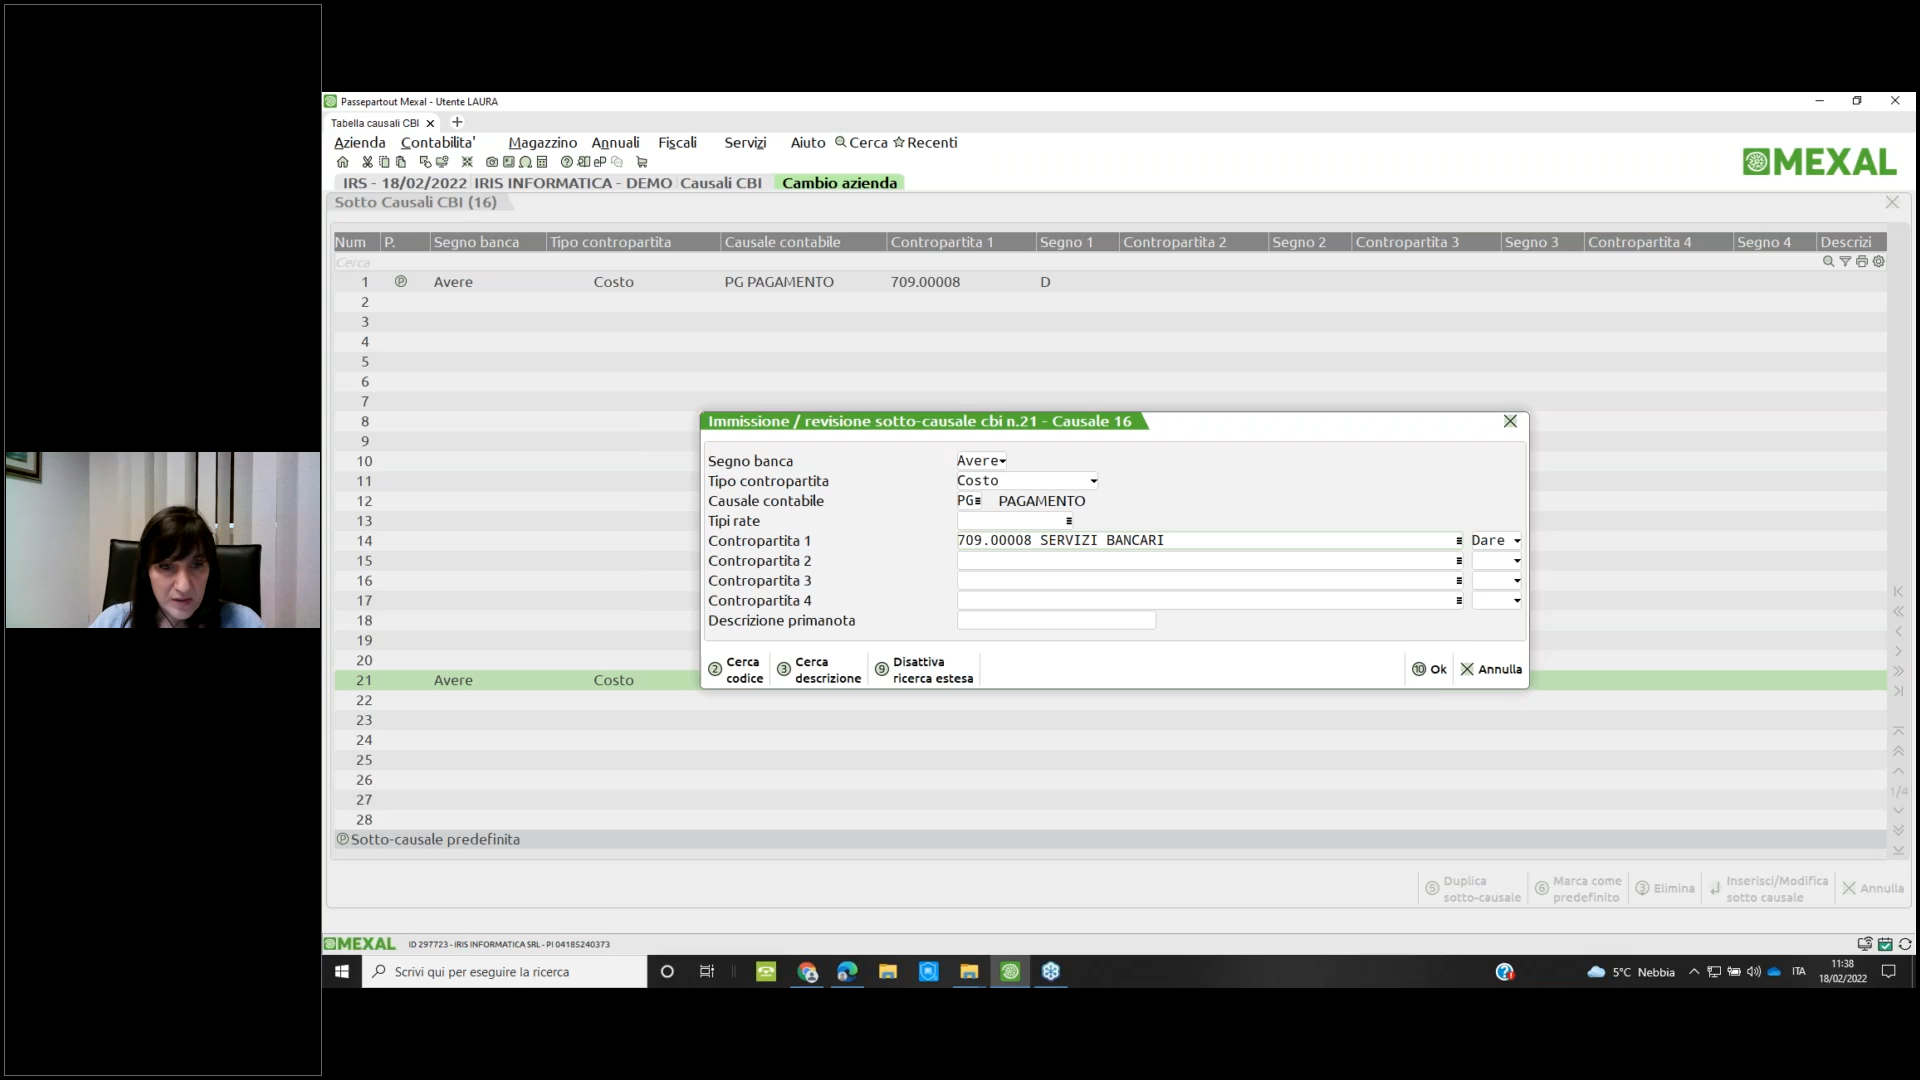 Passepartout Mexal - Utente LAURA
Tabella causali CBI
Azienda Contabilita' Magazzino Annuali Fiscali Servizi Aiuto Cerca Recenti
MEXAL
IRS - 18/02/2022 IRIS INFORMATICA - DEMO Causali CBI Cambio azienda
Sotto Causali CBI (16)
Num P. Segno banca Tipo contropartita Causale contabile Contropartita 1 Segno 1 Contropartita 2 Segno 2 Contropartita 3 Segno 3 Contropartita 4 Segno 4 Descrizi
Cerca
1 P Avere Costo PG PAGAMENTO 709.00008 D
2
3
4
5
6
7
8
9
10
11
12
13
14
15
16
17
18
19
20
21 Avere Costo
22
23
24
25
26
27
28
P Sotto-causale predefinita
Immissione / revisione sotto-causale cbi n.21 - Causale 16
Segno banca Avere
Tipo contropartita Costo
Causale contabile PG PAGAMENTO
Tipi rate
Contropartita 1 709.00008 SERVIZI BANCARI Dare
Contropartita 2
Contropartita 3
Contropartita 4
Descrizione primanota
2 Cerca codice
3 Cerca descrizione
9 Disattiva ricerca estesa
10 Ok
Annulla
1/4
5 Duplica sotto-causale
6 Marca come predefinito
3 Elimina
Inserisci/Modifica sotto causale
Annulla
MEXAL ID 297723 - IRIS INFORMATICA SRL - PI 04185240373
Scrivi qui per eseguire la ricerca
5°C Nebbia
ITA
11:38
18/02/2022